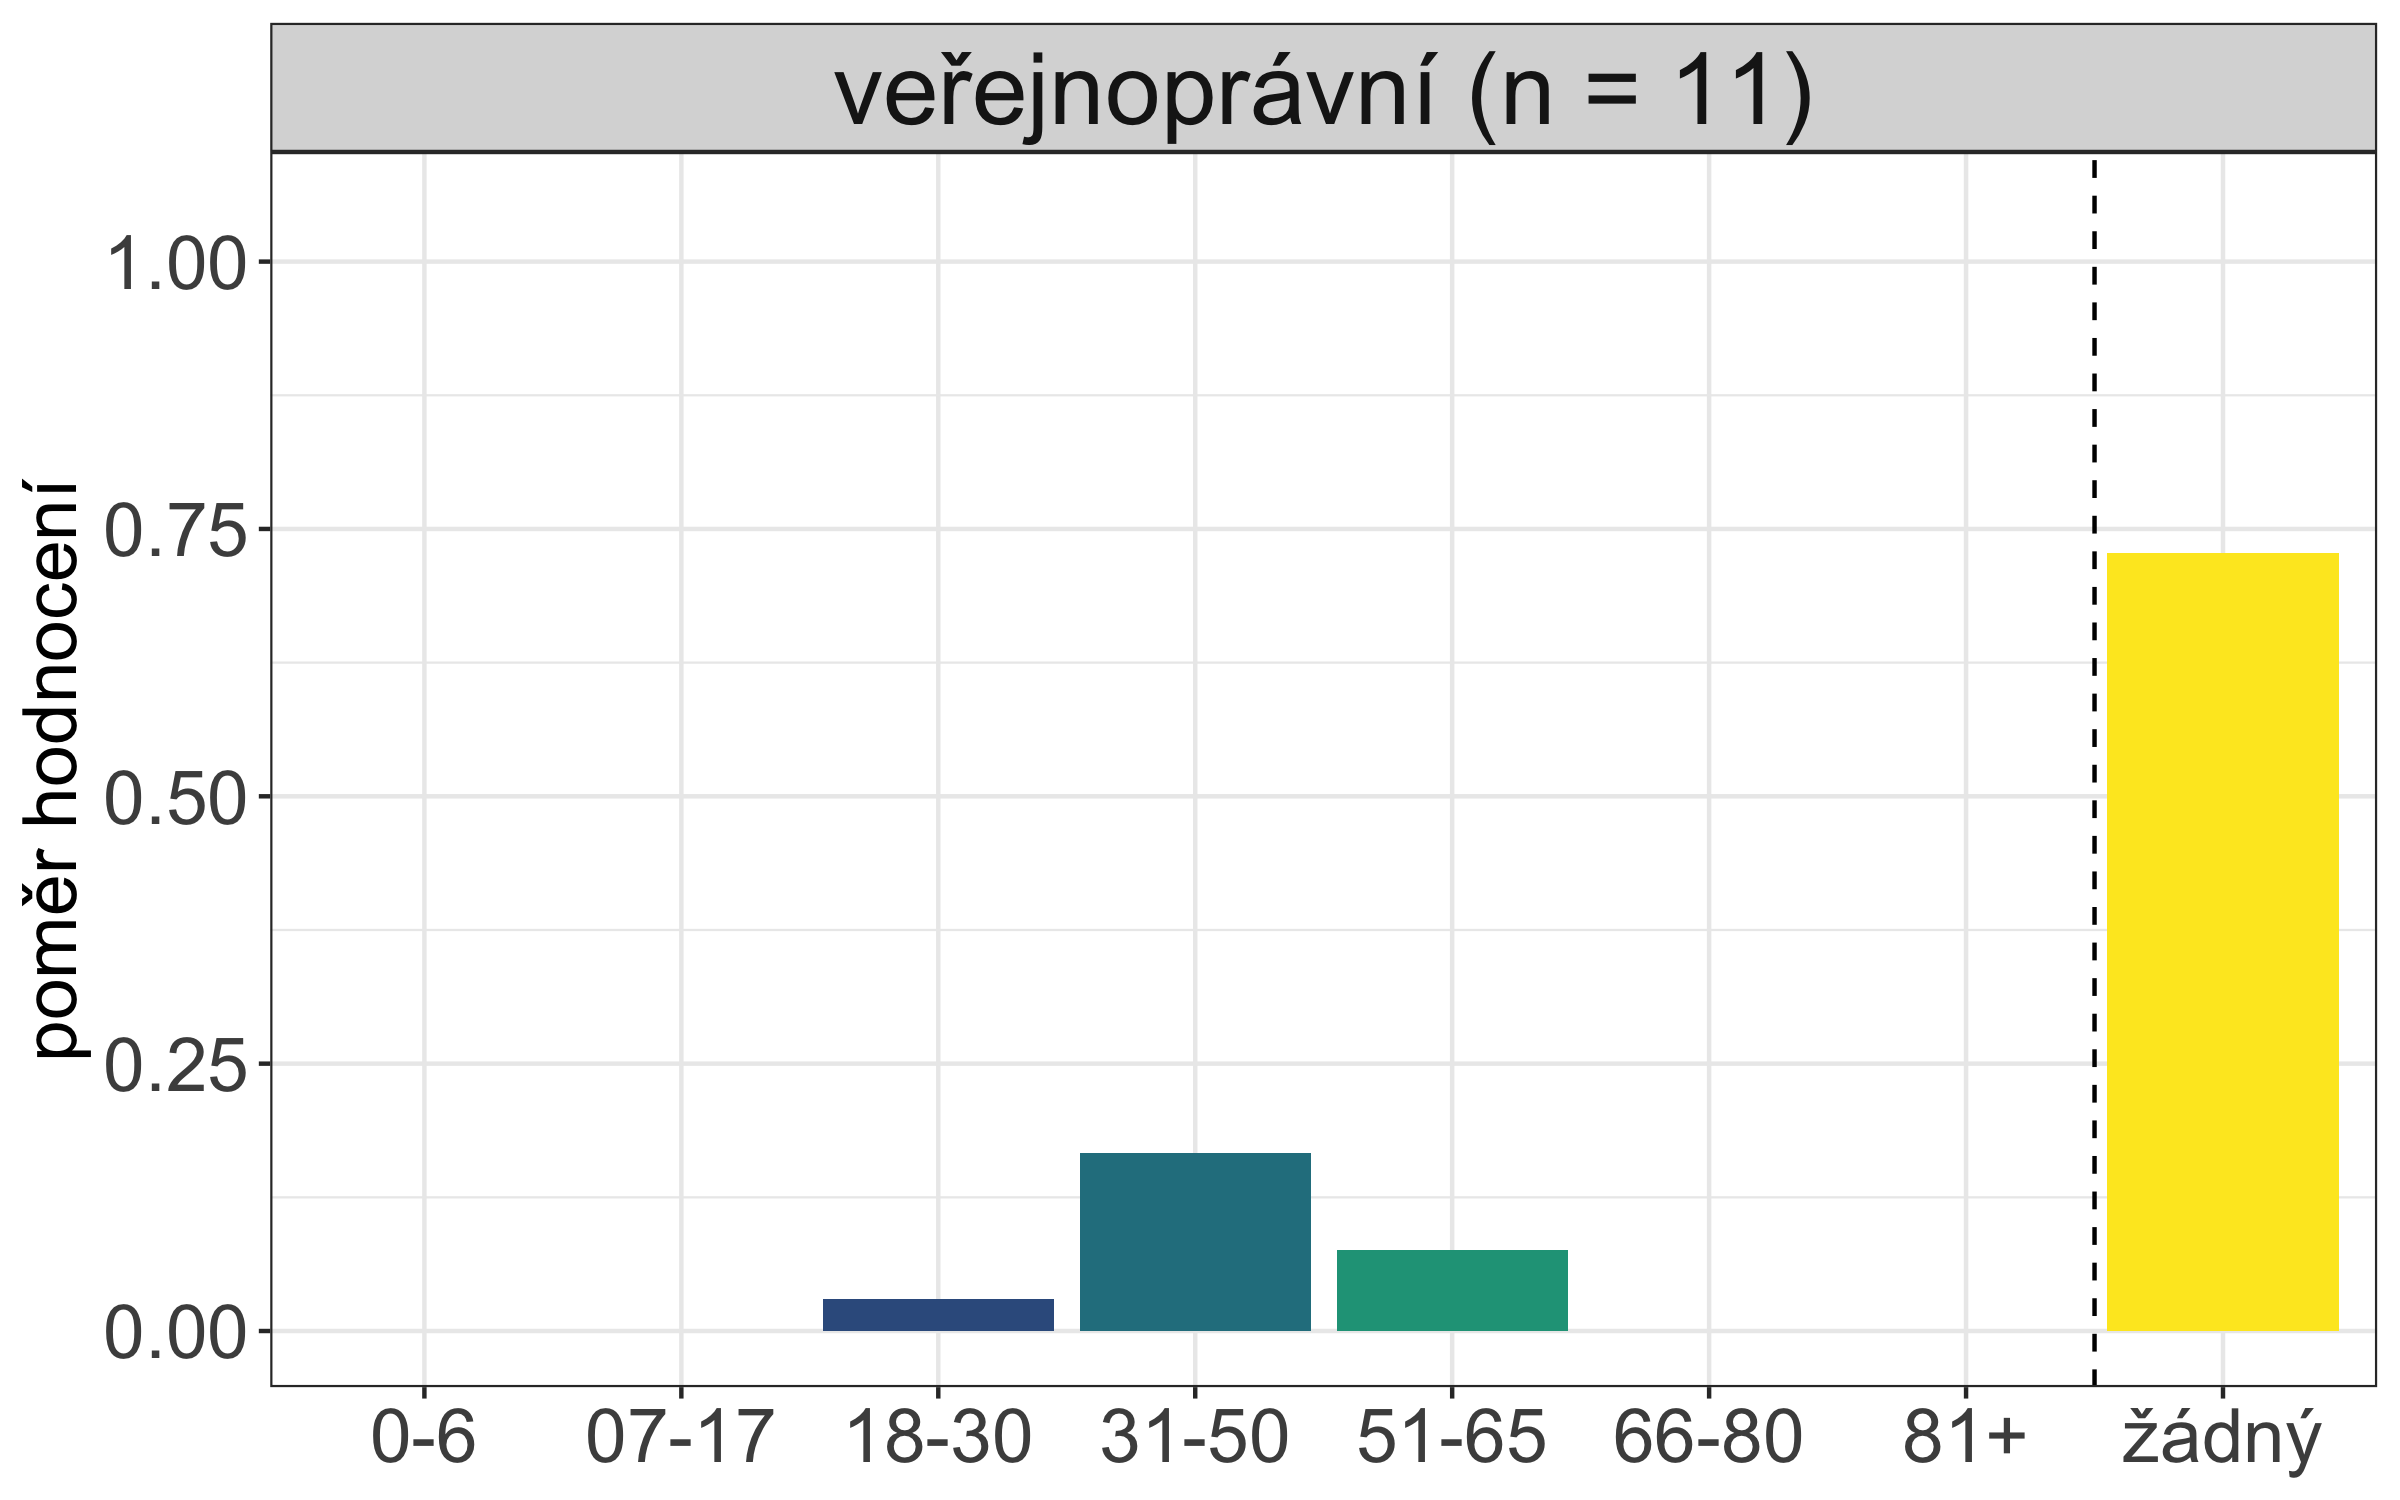 veřejnoprávní (n = 11)
poměr hodnocení
1.00
0.75
0.50
0.25
0.00
0-6 07-17 18-30 31-50 51-65 66-80 81+ žádný